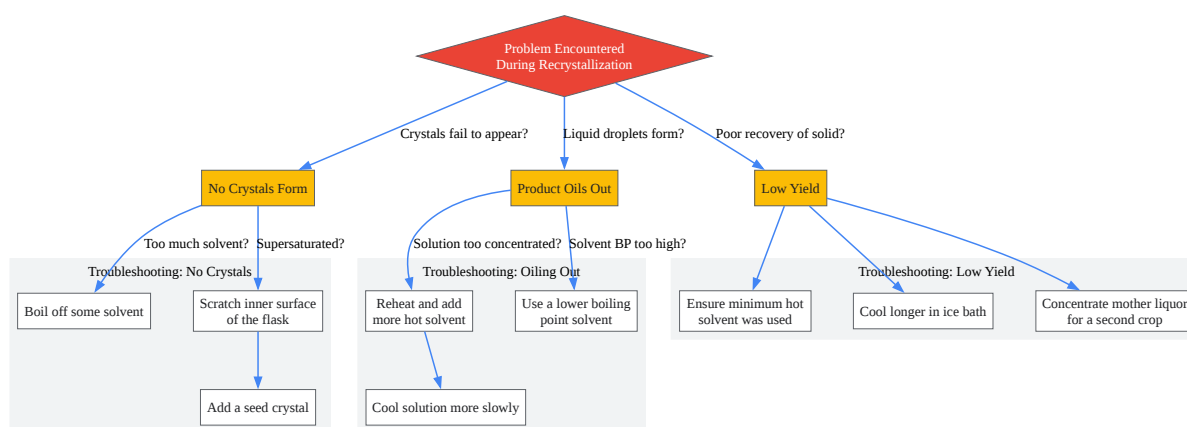 Problem Encountered
During Recrystallization
Crystals fail to appear?
Liquid droplets form?
Poor recovery of solid?
No Crystals Form
Product Oils Out
Low Yield
Too much solvent?
Supersaturated?
Solution too concentrated?
Solvent BP too high?
Troubleshooting: No Crystals
Troubleshooting: Oiling Out
Troubleshooting: Low Yield
Boil off some solvent
Scratch inner surface
of the flask
Reheat and add
more hot solvent
Use a lower boiling
point solvent
Ensure minimum hot
solvent was used
Cool longer in ice bath
Concentrate mother liquor
for a second crop
Add a seed crystal
Cool solution more slowly